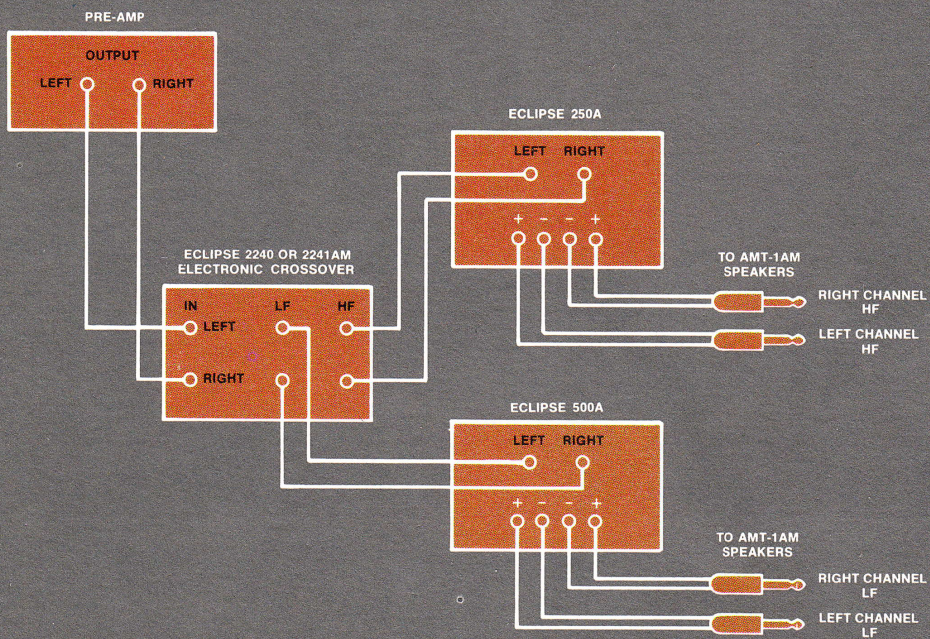 PRE-AMP
OUTPUT
LEFT RIGHT
ECLIPSE 250A
LEFT RIGHT
+ − − +
TO AMT-1AM
SPEAKERS
RIGHT CHANNEL
HF
LEFT CHANNEL
HF
ECLIPSE 2240 OR 2241AM
ELECTRONIC CROSSOVER
IN LF HF
LEFT
RIGHT
ECLIPSE 500A
LEFT RIGHT
+ − − +
TO AMT-1AM
SPEAKERS
RIGHT CHANNEL
LF
LEFT CHANNEL
LF